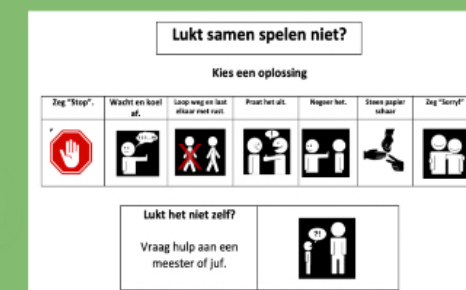 Lukt samen spelen niet?
Kies een oplossing
Zeg "Stop".
Wacht en koel
af.
Loop weg en laat
elkaar met rust.
Praat het uit.
Negeer het.
Steen papier
schaar
Zeg "Sorry!"
Lukt het niet zelf?
Vraag hulp aan een
meester of juf.
?!